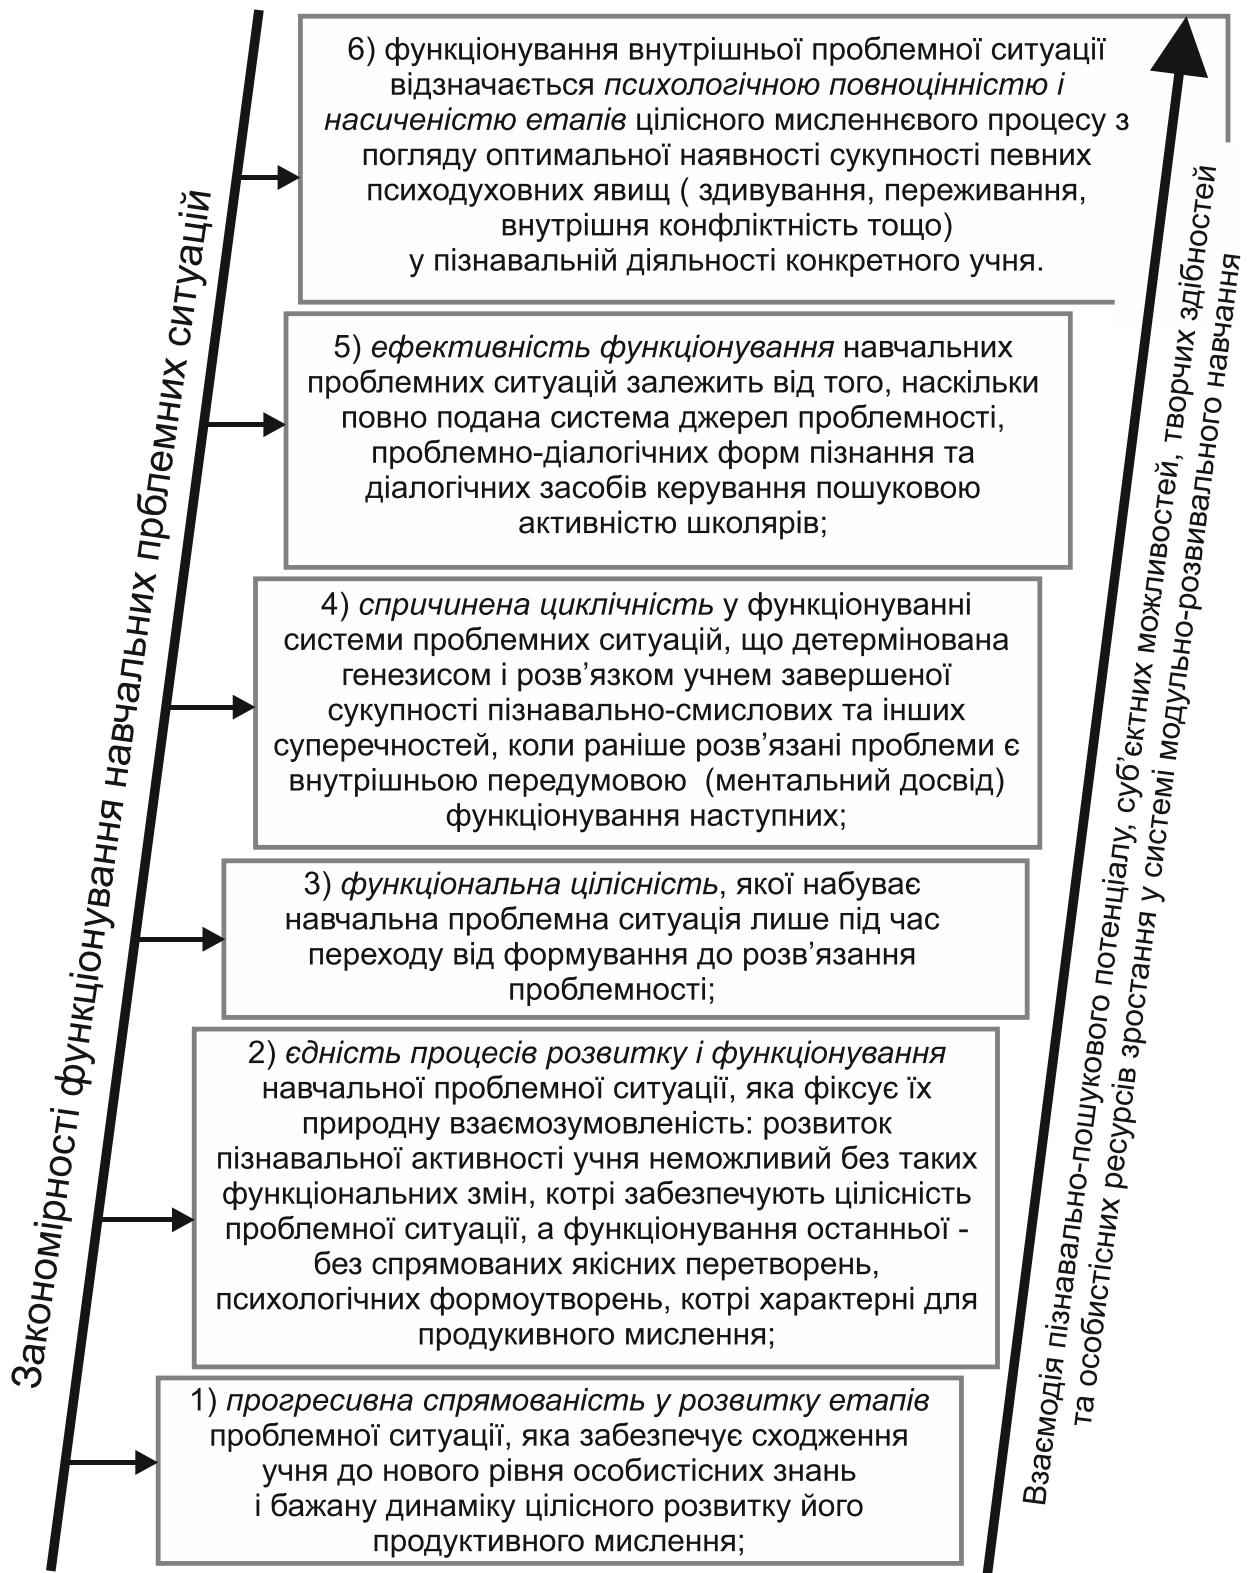 Закономірності функціонування навчальних прблемних ситуацій
6) функціонування внутрішньої проблемної ситуації
відзначається психологічною повноцінністю і
насиченістю етапів цілісного мисленнєвого процесу з
погляду оптимальної наявності сукупності певних
психодуховних явищ ( здивування, переживання,
внутрішня конфліктність тощо)
у пізнавальній діяльності конкретного учня.
5) ефективність функціонування навчальних
проблемних ситуацій залежить від того, наскільки
повно подана система джерел проблемності,
проблемно-діалогічних форм пізнання та
діалогічних засобів керування пошуковою
активністю школярів;
4) спричинена циклічність у функціонуванні
системи проблемних ситуацій, що детермінована
генезисом і розв’язком учнем завершеної
сукупності пізнавально-смислових та інших
суперечностей, коли раніше розв’язані проблеми є
внутрішньою передумовою (ментальний досвід)
функціонування наступних;
3) функціональна цілісність, якої набуває
навчальна проблемна ситуація лише під час
переходу від формування до розв’язання
проблемності;
2) єдність процесів розвитку і функціонування
навчальної проблемної ситуації, яка фіксує їх
природну взаємозумовленість: розвиток
пізнавальної активності учня неможливий без таких
функціональних змін, котрі забезпечують цілісність
проблемної ситуації, а функціонування останньої -
без спрямованих якісних перетворень,
психологічних формоутворень, котрі характерні для
продукивного мислення;
1) прогресивна спрямованість у розвитку етапів
проблемної ситуації, яка забезпечує сходження
учня до нового рівня особистісних знань
і бажану динаміку цілісного розвитку його
продуктивного мислення;
Взаємодія пізнавально-пошукового потенціалу, суб’єктних можливостей, творчих здібностей
та особистісних ресурсів зростання у системі модульно-розвивального навчання